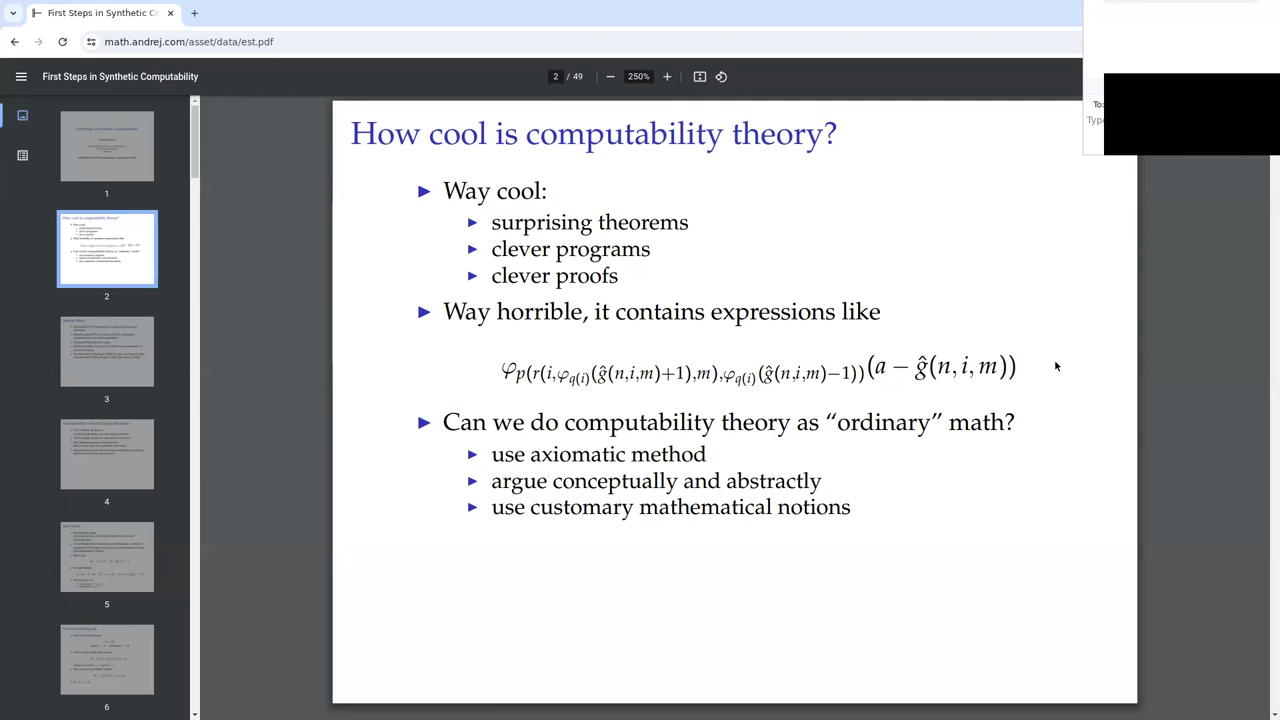 First Steps in Synthetic Co
math.andrej.com/asset/data/est.pdf
First Steps in Synthetic Computability
2 / 49
250%
To:
Type
1
2
3
4
5
6
How cool is computability theory?
Way cool:
surprising theorems
clever programs
clever proofs
Way horrible, it contains expressions like
φp(r(i,φq(i)(ĝ(n,i,m)+1),m),φq(i)(ĝ(n,i,m)−1))(a − ĝ(n, i, m))
Can we do computability theory as “ordinary” math?
use axiomatic method
argue conceptually and abstractly
use customary mathematical notions